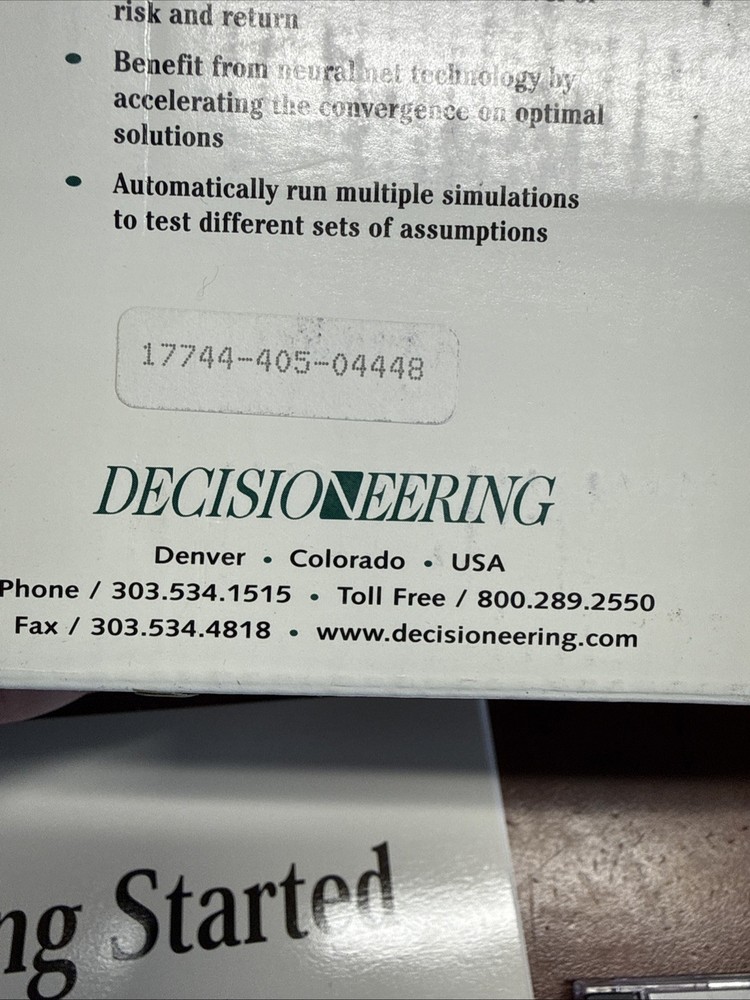 risk and return
• Benefit from neural net technology by
accelerating the convergence on optimal
solutions
• Automatically run multiple simulations
to test different sets of assumptions
17744-405-04448
DECISIONEERING
Denver • Colorado • USA
Phone / 303.534.1515 • Toll Free / 800.289.2550
Fax / 303.534.4818 • www.decisioneering.com
ng Started